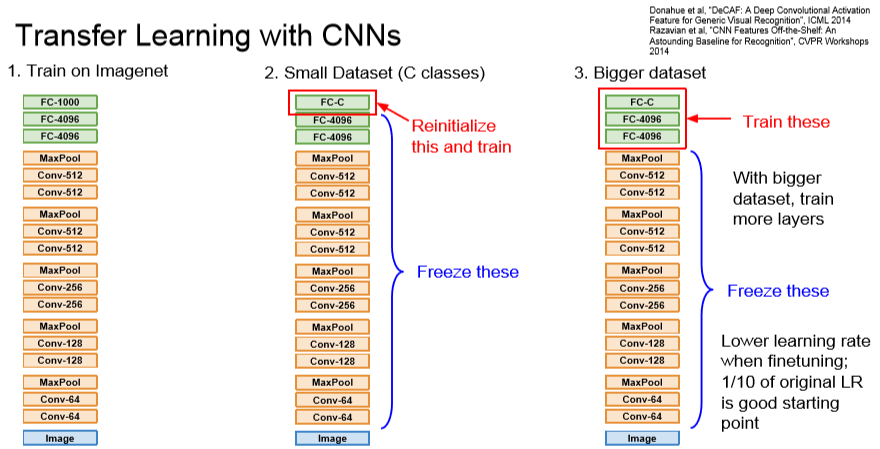 Transfer Learning with CNNs
Donahue et al, "DeCAF: A Deep Convolutional Activation
Feature for Generic Visual Recognition", ICML 2014
Razavian et al, "CNN Features Off-the-Shelf: An
Astounding Baseline for Recognition", CVPR Workshops
2014
1. Train on Imagenet
FC-1000
FC-4096
FC-4096
MaxPool
Conv-512
Conv-512
MaxPool
Conv-512
Conv-512
MaxPool
Conv-256
Conv-256
MaxPool
Conv-128
Conv-128
MaxPool
Conv-64
Conv-64
Image
2. Small Dataset (C classes)
FC-C
FC-4096
FC-4096
MaxPool
Conv-512
Conv-512
MaxPool
Conv-512
Conv-512
MaxPool
Conv-256
Conv-256
MaxPool
Conv-128
Conv-128
MaxPool
Conv-64
Conv-64
Image
Reinitialize
this and train
Freeze these
3. Bigger dataset
FC-C
FC-4096
FC-4096
MaxPool
Conv-512
Conv-512
MaxPool
Conv-512
Conv-512
MaxPool
Conv-256
Conv-256
MaxPool
Conv-128
Conv-128
MaxPool
Conv-64
Conv-64
Image
Train these
With bigger
dataset, train
more layers
Freeze these
Lower learning rate
when finetuning;
1/10 of original LR
is good starting
point